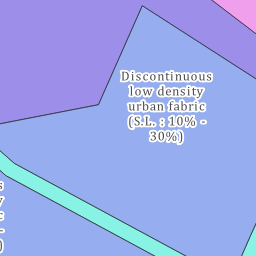 Discontinuous
low density
urban fabric
(S.L. : 10% -
30%)
s
y
c
-
)